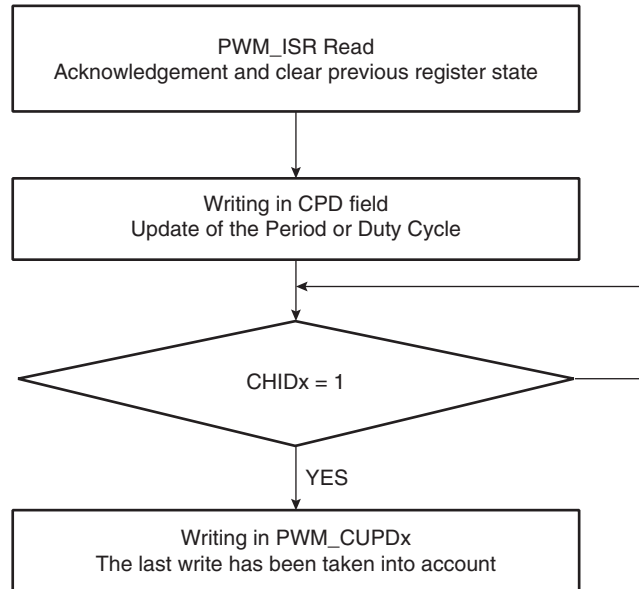 PWM_ISR Read
Acknowledgement and clear previous register state
Writing in CPD field
Update of the Period or Duty Cycle
CHIDx = 1
YES
Writing in PWM_CUPDx
The last write has been taken into account